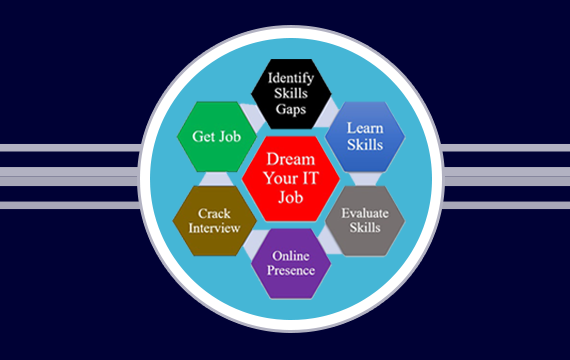 Identify
Skills
Gaps
Learn
Skills
Evaluate
Skills
Online
Presence
Crack
Interview
Get Job
Dream
Your IT
Job